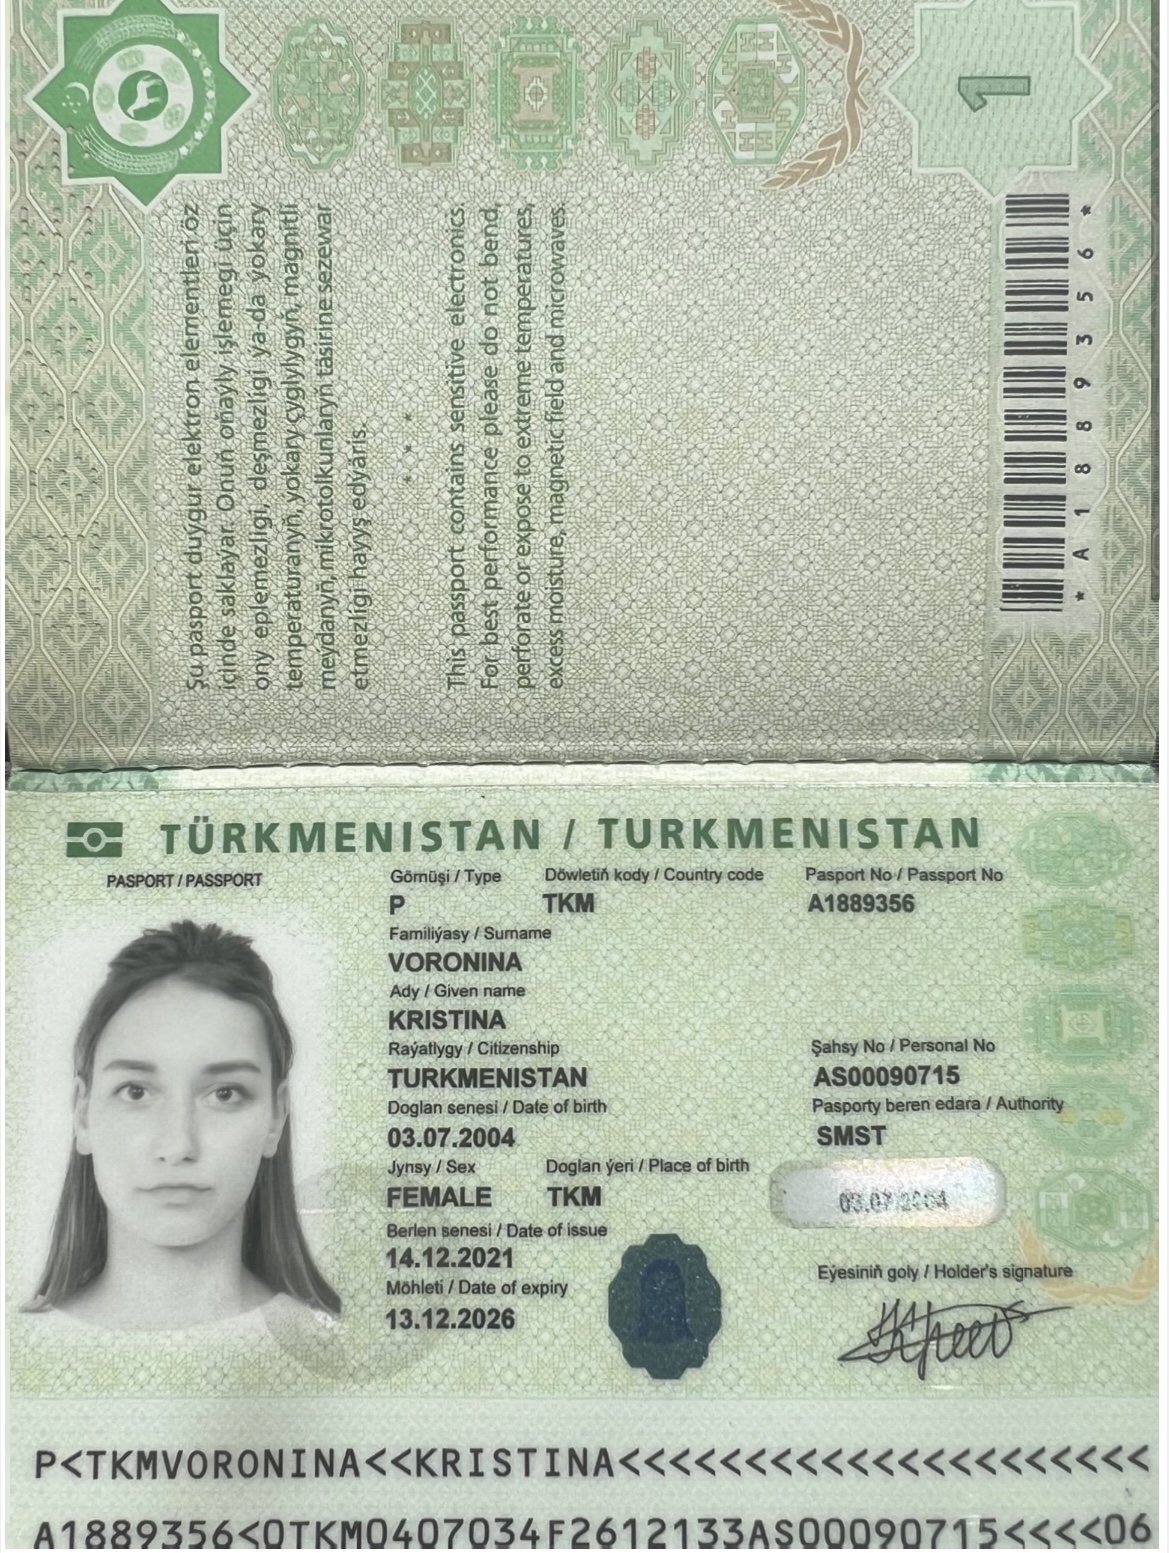 1
Şu pasport duýgur elektron elementleri öz
içinde saklaýar. Onuň oňaýly işlemegi üçin
ony eplemezligi, deşmezligi ýa-da ýokary
temperaturanyň, ýokary çyglylygyň, magnitli
meýdanyň, mikrotolkunlaryň täsirine sezewar
etmezligi haýyş edýäris.
* * *
This passport contains sensitive electronics.
For best performance please do not bend,
perforate or expose to extreme temperatures,
excess moisture, magnetic field and microwaves.
* A 1 8 8 9 3 5 6 *
TÜRKMENISTAN / TURKMENISTAN
PASPORT / PASSPORT
Görnüşi / Type Döwletiň kody / Country code Pasport No / Passport No
P TKM A1889356
Familiýasy / Surname
VORONINA
Ady / Given name
KRISTINA
Raýatlygy / Citizenship Şahsy No / Personal No
TURKMENISTAN AS00090715
Doglan senesi / Date of birth Pasporty beren edara / Authority
03.07.2004 SMST
Jynsy / Sex Doglan ýeri / Place of birth
FEMALE TKM 03.07.2004
Berlen senesi / Date of issue
14.12.2021 Eýesiniň goly / Holder's signature
Möhleti / Date of expiry
13.12.2026
P<TKMVORONINA<<KRISTINA<<<<<<<<<<<<<<<<<<<<<
A1889356<0TKM0407034F2612133AS00090715<<<<06